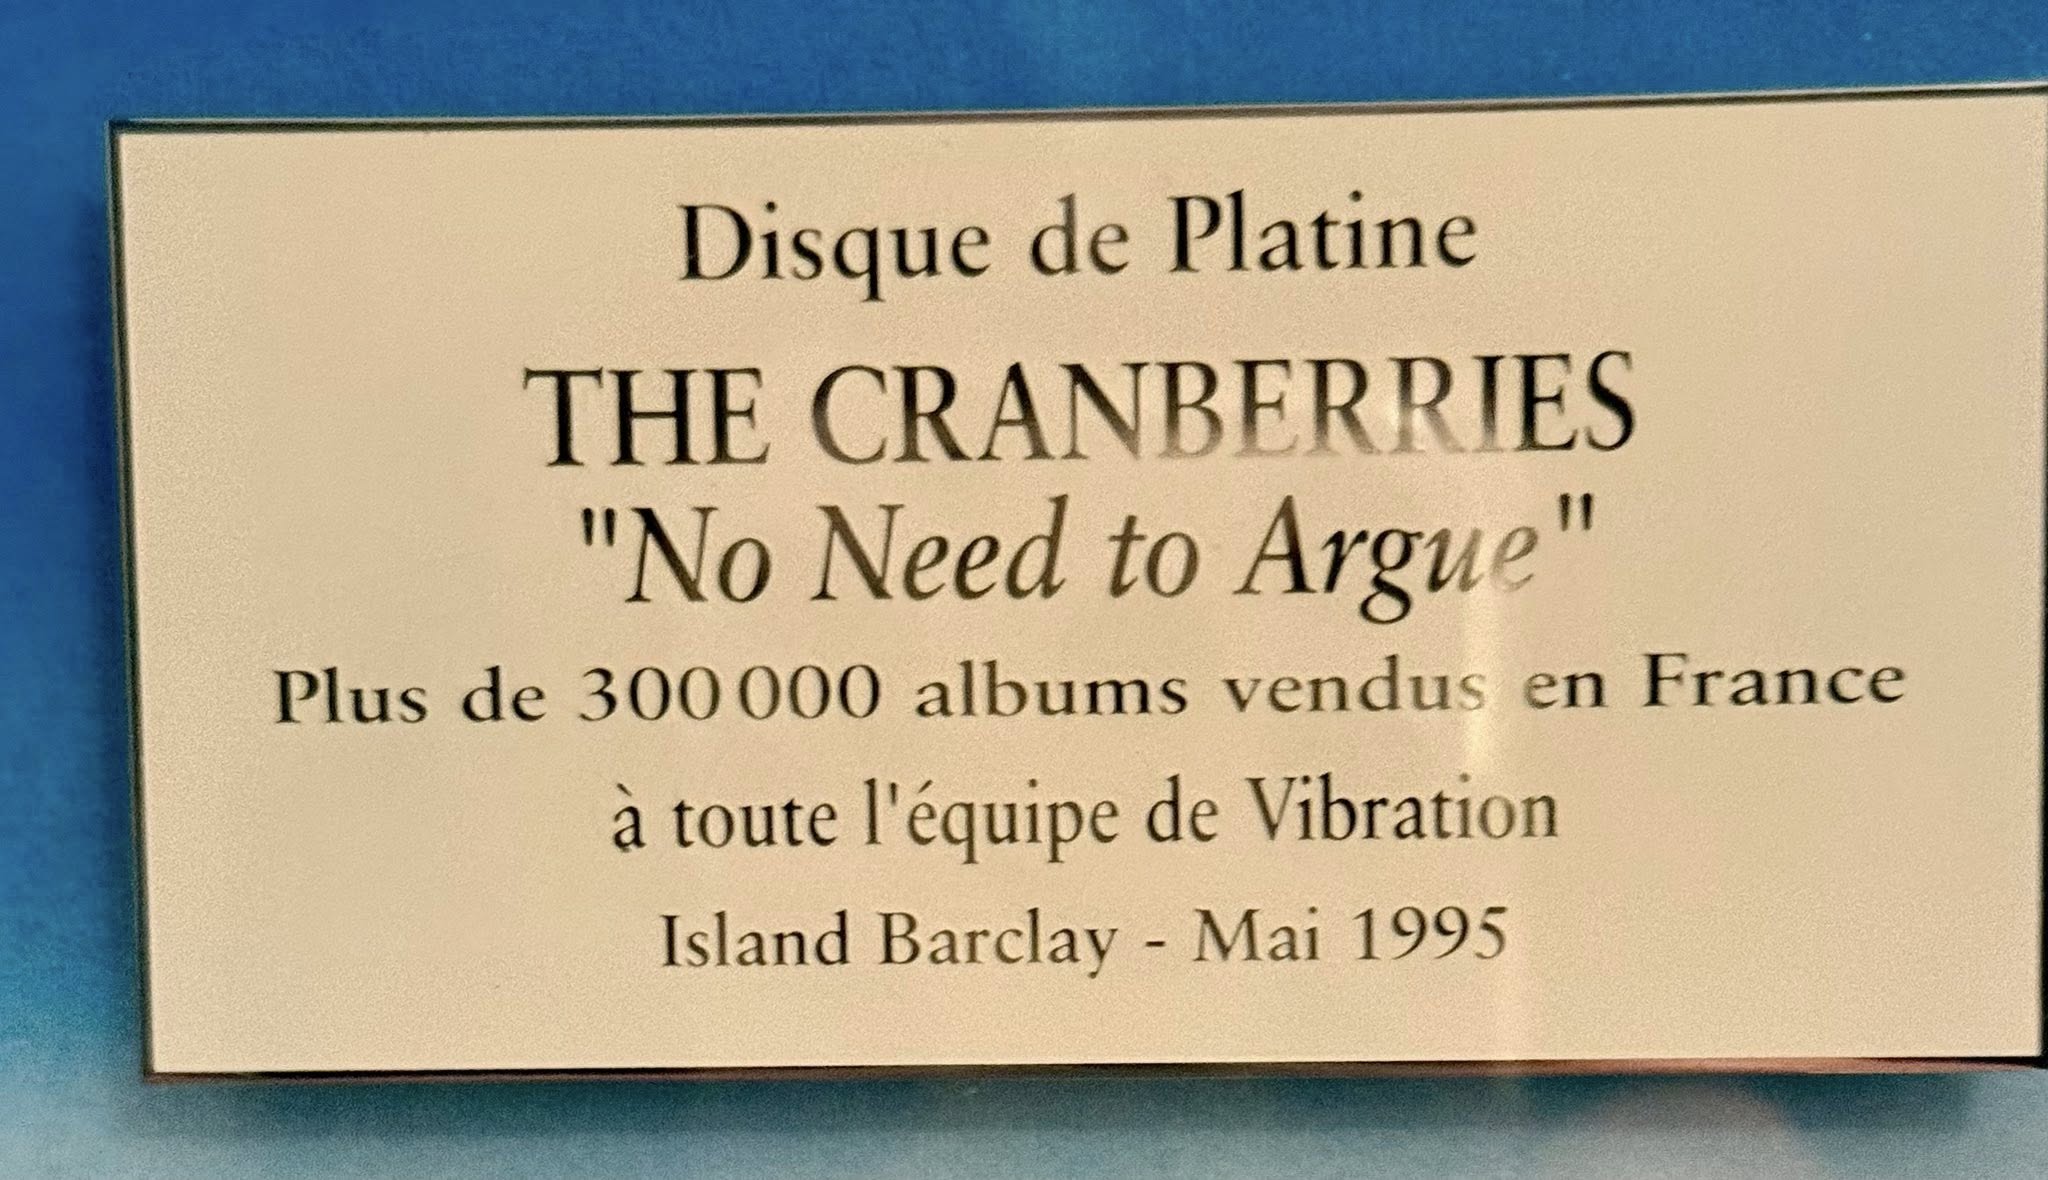 Disque de Platine
THE CRANBERRIES
"No Need to Argue"
Plus de 300 000 albums vendus en France
à toute l'équipe de Vibration
Island Barclay - Mai 1995